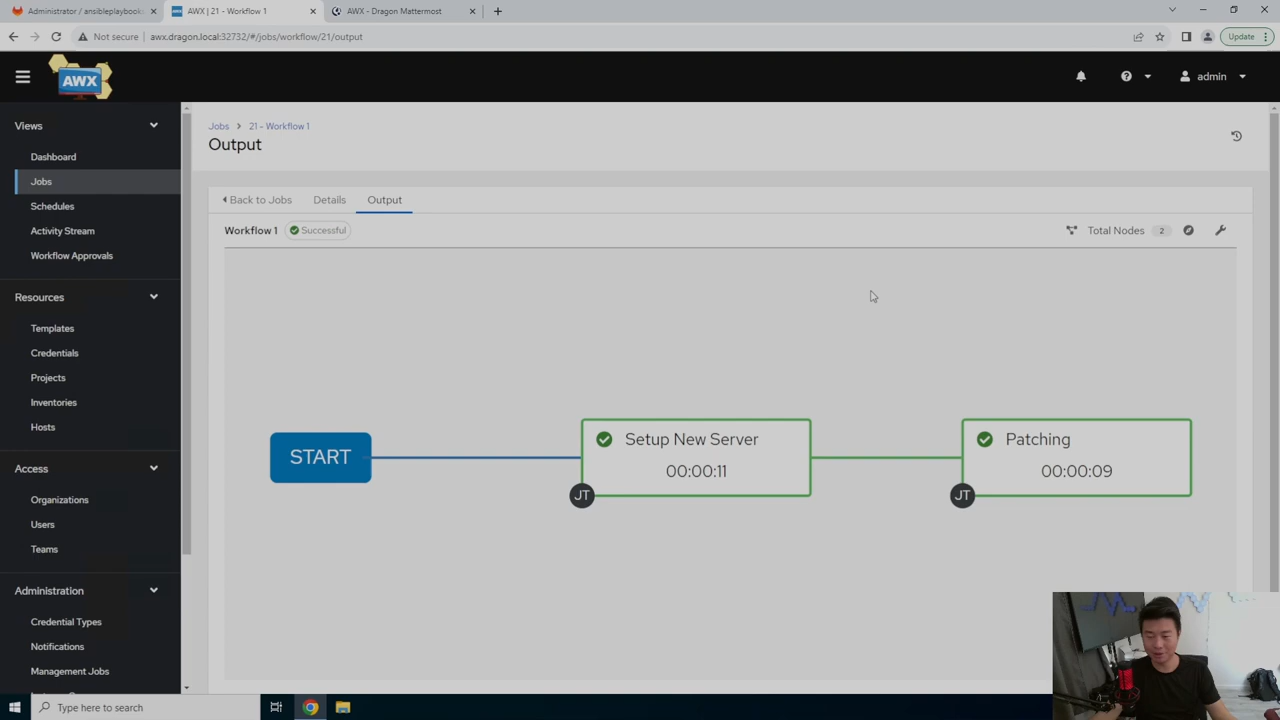 Administrator / ansibleplaybook
AWX | 21 - Workflow 1
AWX - Dragon Mattermost
Not secure
awx.dragon.local:32732/#/jobs/workflow/21/output
Update
AWX
admin
Views
Dashboard
Jobs
Schedules
Activity Stream
Workflow Approvals
Resources
Templates
Credentials
Projects
Inventories
Hosts
Access
Organizations
Users
Teams
Administration
Credential Types
Notifications
Management Jobs
Jobs
21 - Workflow 1
Output
Back to Jobs
Details
Output
Workflow 1
Successful
Total Nodes
2
START
Setup New Server
00:00:11
JT
Patching
00:00:09
JT
Type here to search